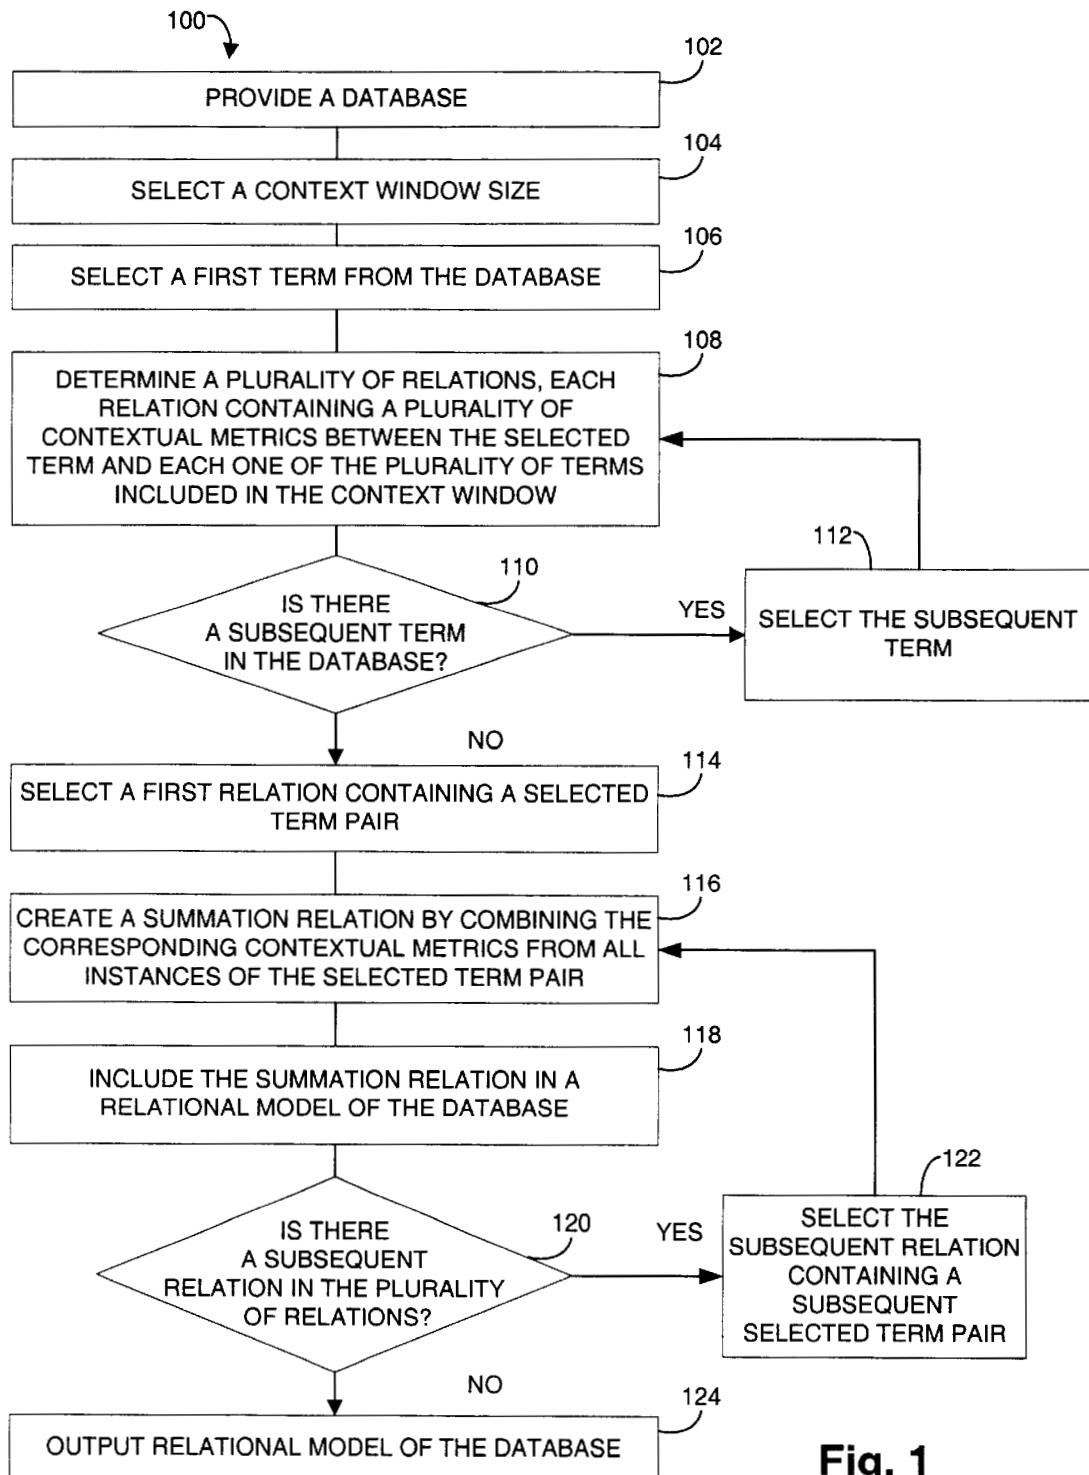 100
102
PROVIDE A DATABASE
104
SELECT A CONTEXT WINDOW SIZE
106
SELECT A FIRST TERM FROM THE DATABASE
108
DETERMINE A PLURALITY OF RELATIONS, EACH
RELATION CONTAINING A PLURALITY OF
CONTEXTUAL METRICS BETWEEN THE SELECTED
TERM AND EACH ONE OF THE PLURALITY OF TERMS
INCLUDED IN THE CONTEXT WINDOW
110
IS THERE
A SUBSEQUENT TERM
IN THE DATABASE?
YES
112
SELECT THE SUBSEQUENT
TERM
NO
114
SELECT A FIRST RELATION CONTAINING A SELECTED
TERM PAIR
116
CREATE A SUMMATION RELATION BY COMBINING THE
CORRESPONDING CONTEXTUAL METRICS FROM ALL
INSTANCES OF THE SELECTED TERM PAIR
118
INCLUDE THE SUMMATION RELATION IN A
RELATIONAL MODEL OF THE DATABASE
120
IS THERE
A SUBSEQUENT
RELATION IN THE PLURALITY
OF RELATIONS?
YES
122
SELECT THE
SUBSEQUENT RELATION
CONTAINING A
SUBSEQUENT
SELECTED TERM PAIR
NO
124
OUTPUT RELATIONAL MODEL OF THE DATABASE
Fig. 1